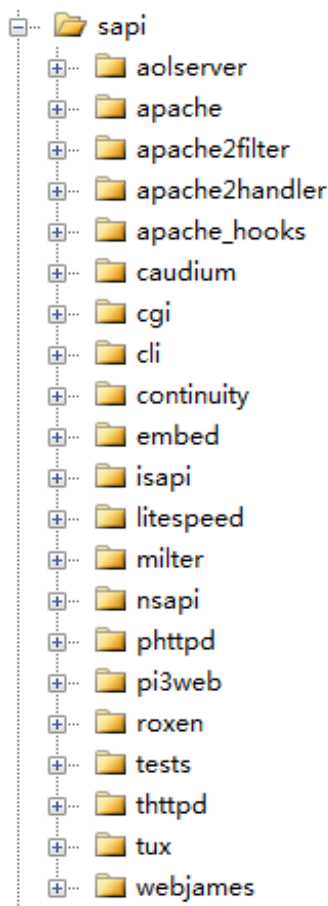 sapi
aolserver
apache
apache2filter
apache2handler
apache_hooks
caudium
cgi
cli
continuity
embed
isapi
litespeed
milter
nsapi
phttpd
pi3web
roxen
tests
thttpd
tux
webjames